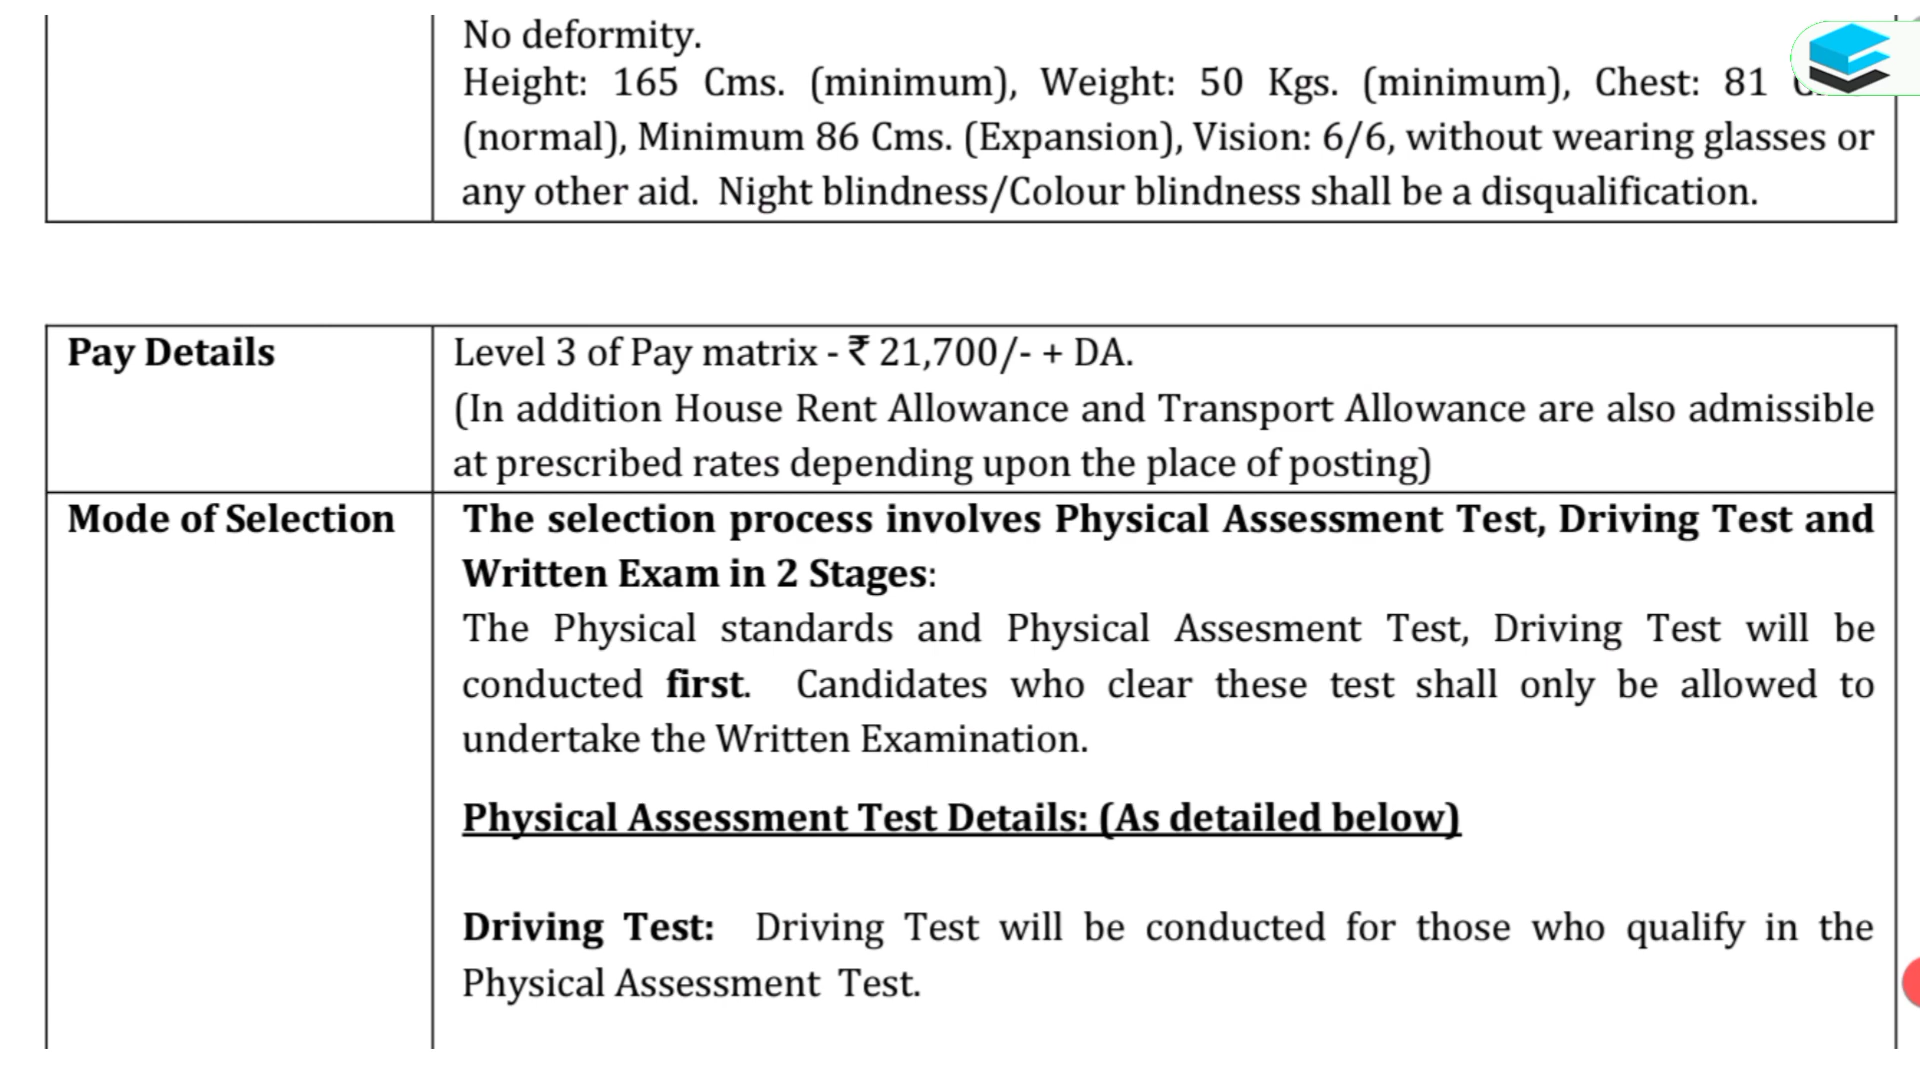 No deformity.
Height: 165 Cms. (minimum), Weight: 50 Kgs. (minimum), Chest: 81
(normal), Minimum 86 Cms. (Expansion), Vision: 6/6, without wearing glasses or
any other aid.  Night blindness/Colour blindness shall be a disqualification.
Pay Details
Level 3 of Pay matrix - ₹ 21,700/- + DA.
(In addition House Rent Allowance and Transport Allowance are also admissible
at prescribed rates depending upon the place of posting)
Mode of Selection
The selection process involves Physical Assessment Test, Driving Test and
Written Exam in 2 Stages:
The Physical standards and Physical Assesment Test, Driving Test will be
conducted first.  Candidates who clear these test shall only be allowed to
undertake the Written Examination.
Physical Assessment Test Details: (As detailed below)
Driving Test:  Driving Test will be conducted for those who qualify in the
Physical Assessment  Test.